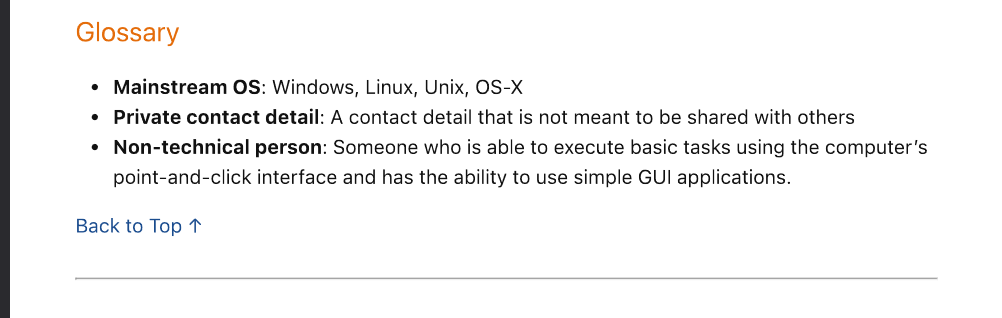 Glossary
• Mainstream OS: Windows, Linux, Unix, OS-X
• Private contact detail: A contact detail that is not meant to be shared with others
• Non-technical person: Someone who is able to execute basic tasks using the computer’s
point-and-click interface and has the ability to use simple GUI applications.
Back to Top ↑